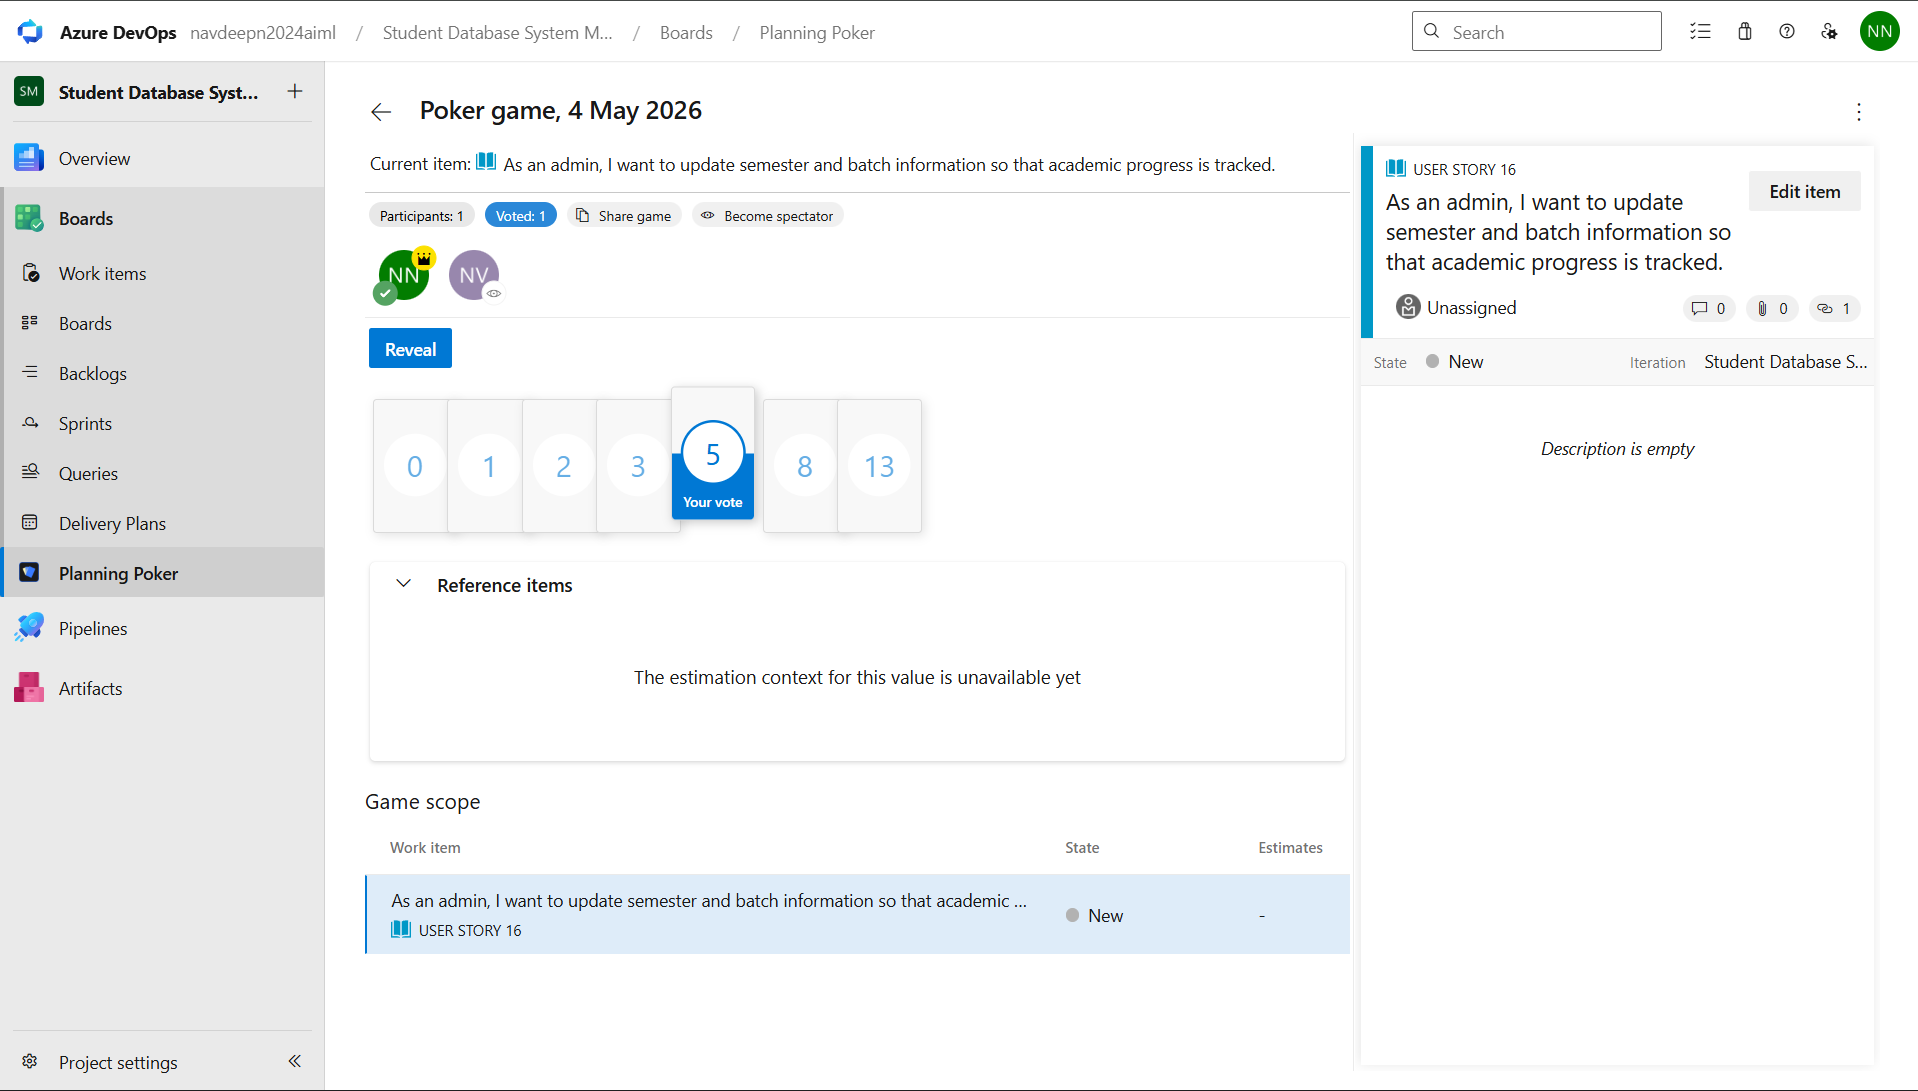 Azure DevOps navdeepn2024aiml / Student Database System M... / Boards / Planning Poker
Search
NN
SM Student Database Syst...
Overview
Boards
Work items
Boards
Backlogs
Sprints
Queries
Delivery Plans
Planning Poker
Pipelines
Artifacts
Project settings
Poker game, 4 May 2026
Current item: As an admin, I want to update semester and batch information so that academic progress is tracked.
Participants: 1 Voted: 1 Share game Become spectator
NN NV
Reveal
0 1 2 3 5 8 13
Your vote
Reference items
The estimation context for this value is unavailable yet
Game scope
Work item State Estimates
As an admin, I want to update semester and batch information so that academic ...
USER STORY 16
New -
USER STORY 16
Edit item
As an admin, I want to update
semester and batch information so
that academic progress is tracked.
Unassigned 0 0 1
State New Iteration Student Database S...
Description is empty